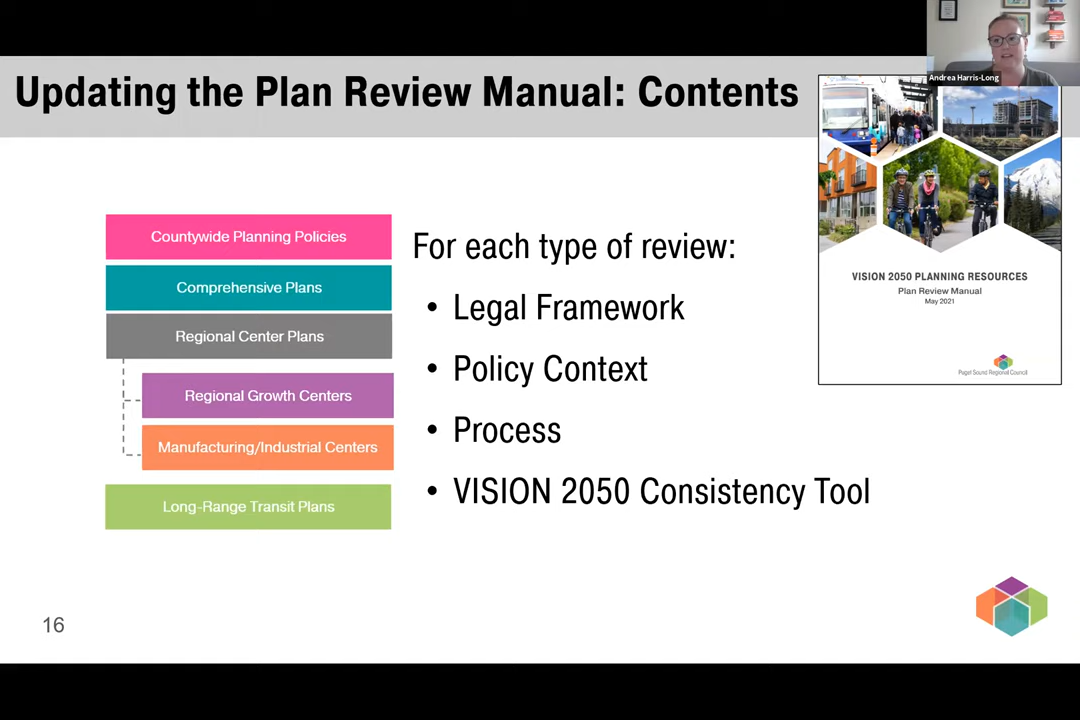 Andrea Harris-Long
Updating the Plan Review Manual: Contents
Countywide Planning Policies
Comprehensive Plans
Regional Center Plans
Regional Growth Centers
Manufacturing/Industrial Centers
Long-Range Transit Plans
For each type of review:
• Legal Framework
• Policy Context
• Process
• VISION 2050 Consistency Tool
VISION 2050 PLANNING RESOURCES
Plan Review Manual
May 2021
Puget Sound Regional Council
16